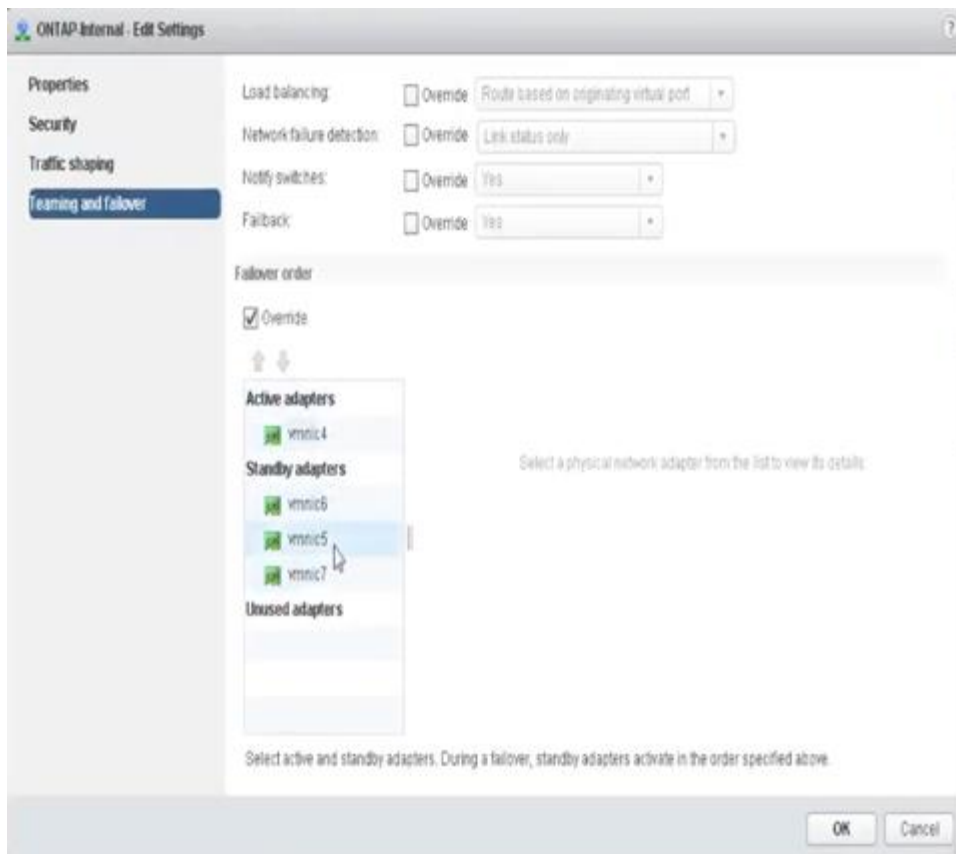 ONTAP-Internal - Edit Settings
?
Properties
Security
Traffic shaping
Teaming and failover
Load balancing: Override Route based on originating virtual port
Network failure detection: Override Link status only
Notify switches: Override Yes
Failback: Override Yes
Failover order
Override
Active adapters
vmnic4
Standby adapters
vmnic6
vmnic5
vmnic7
Unused adapters
Select a physical network adapter from the list to view its details.
Select active and standby adapters. During a failover, standby adapters activate in the order specified above.
OK Cancel